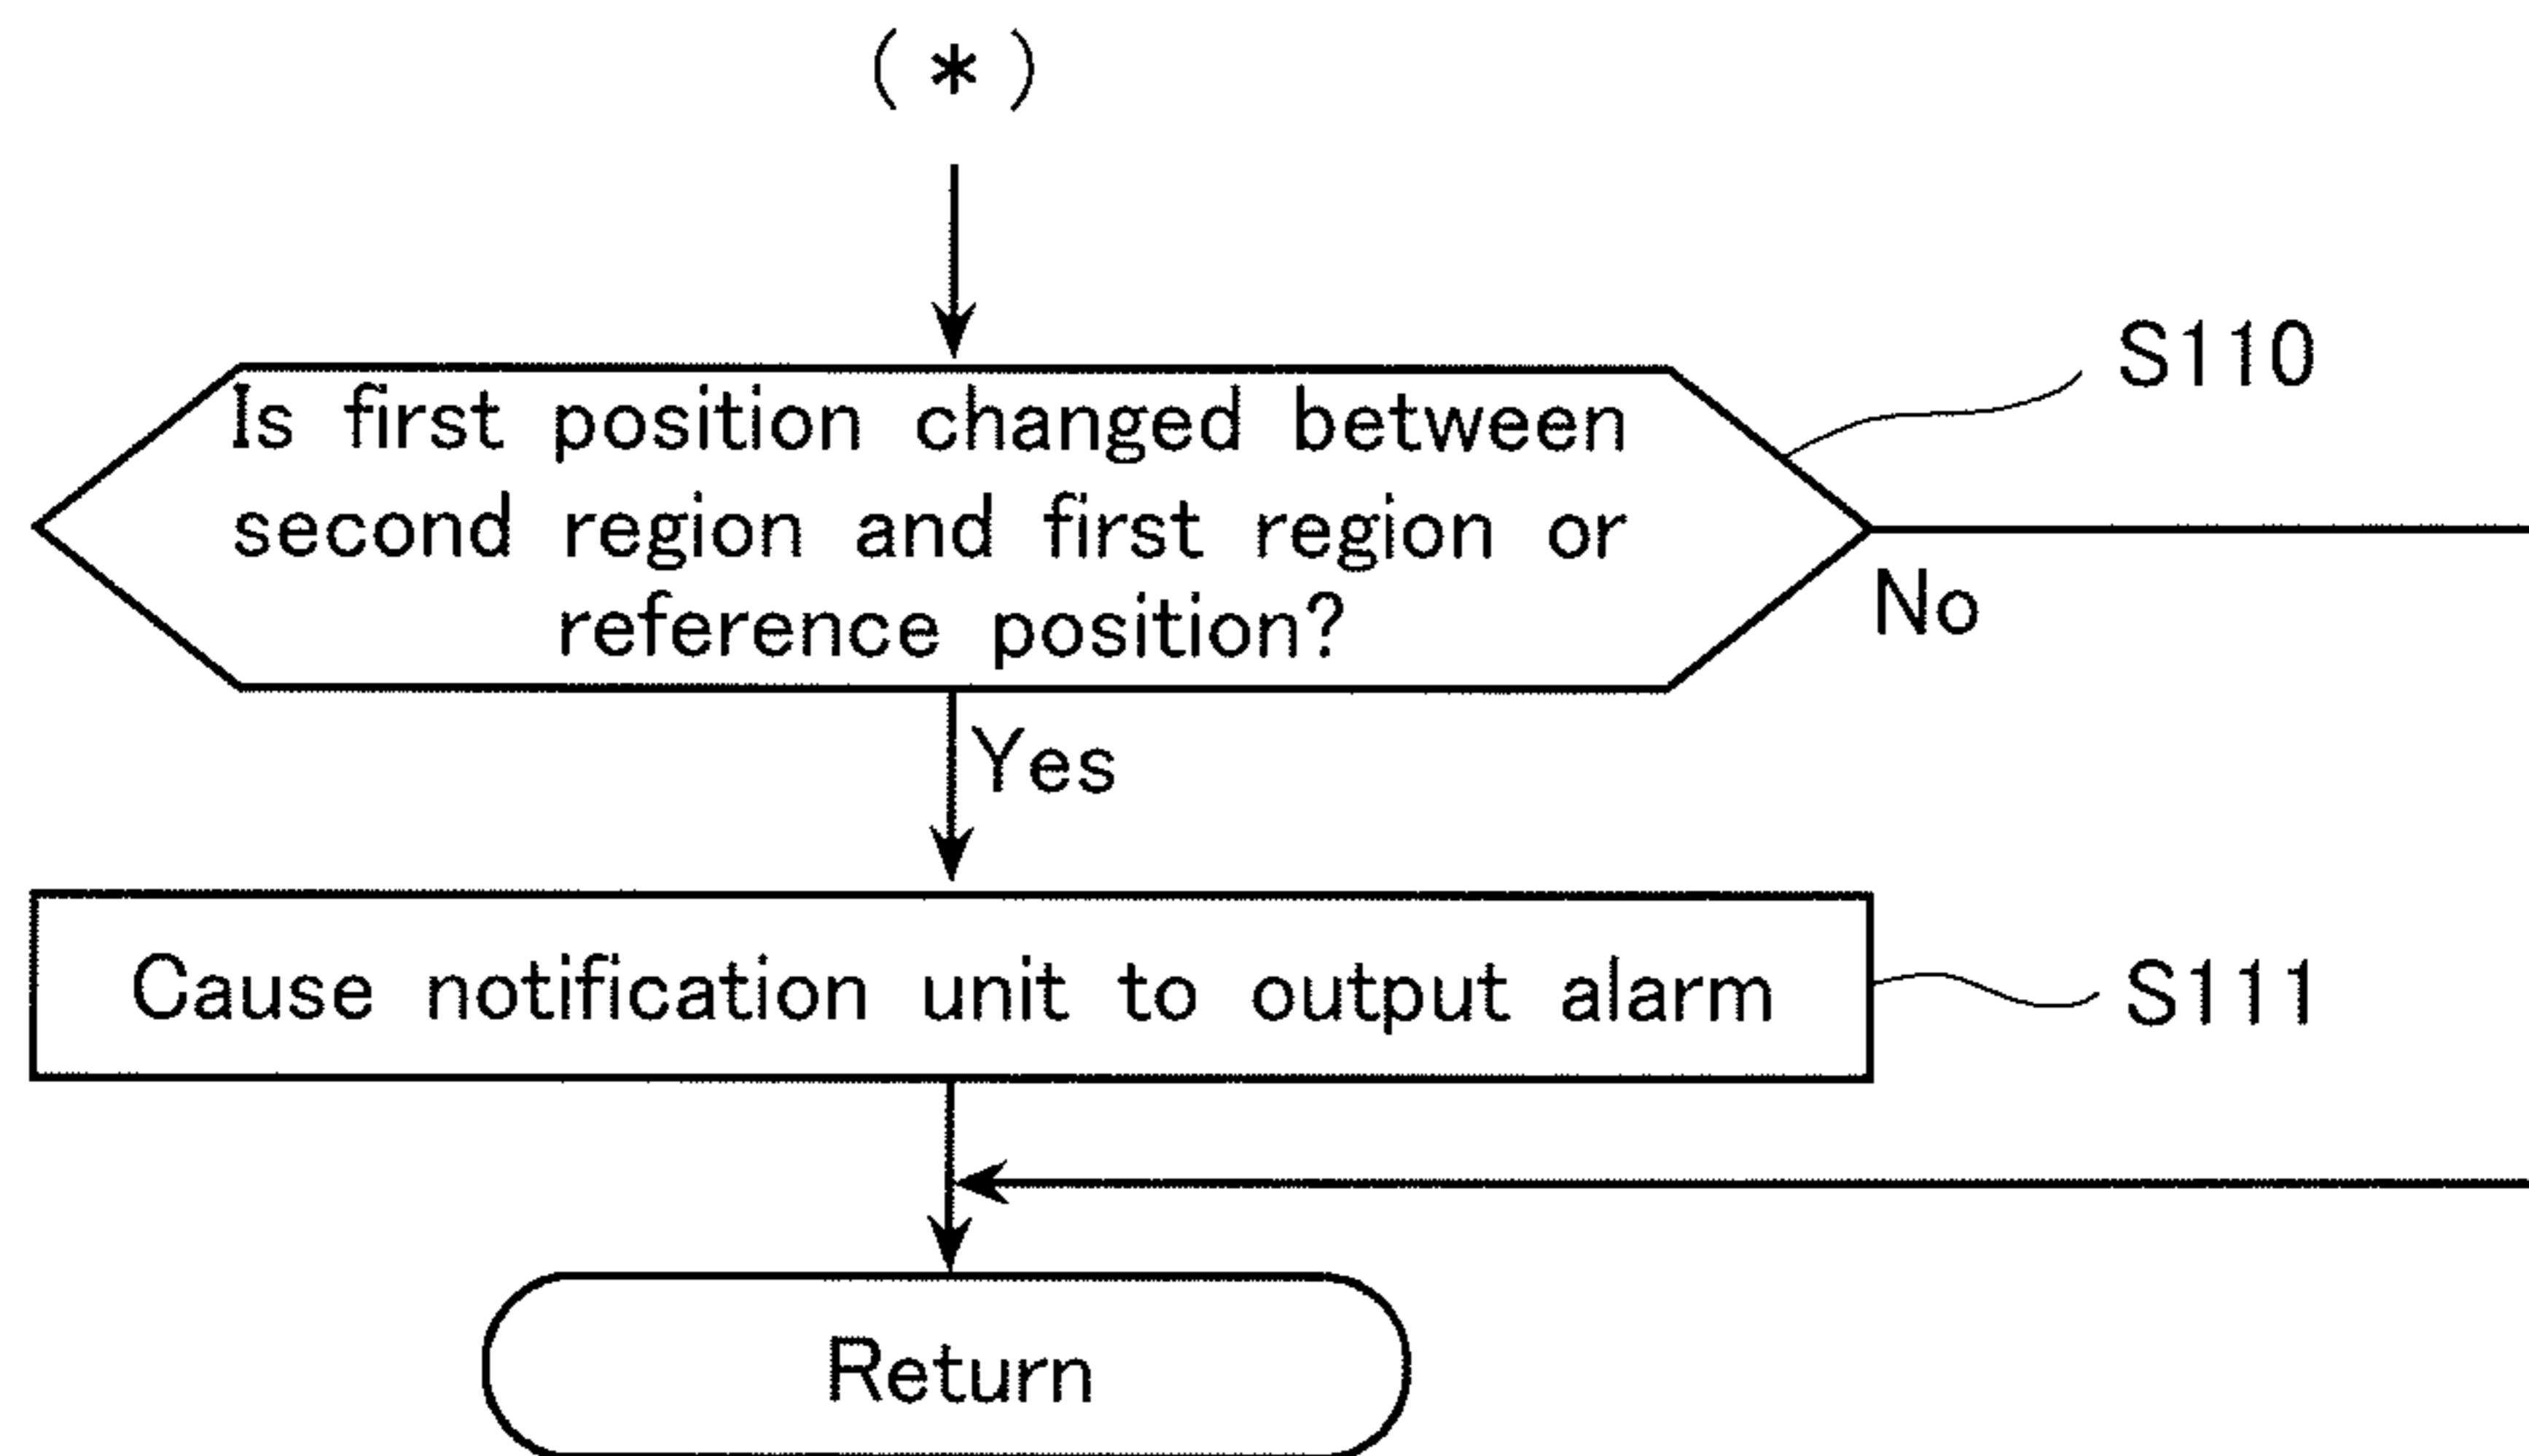 (*)
S110
Is first position changed between
second region and first region or
reference position?
No
Yes
Cause notification unit to output alarm
S111
Return